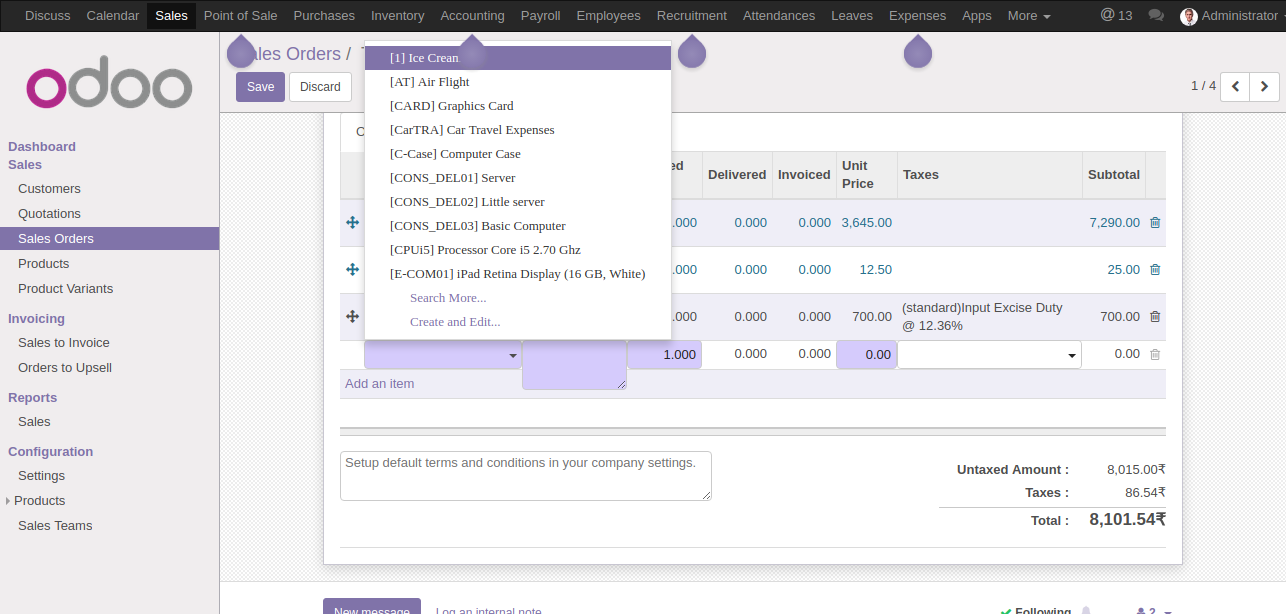 Discuss Calendar Sales Point of Sale Purchases Inventory Accounting Payroll Employees Recruitment Attendances Leaves Expenses Apps More @ 13 Administrator
odoo
Sales Orders /
Save Discard
1 / 4
Dashboard
Sales
Customers
Quotations
Sales Orders
Products
Product Variants
Invoicing
Sales to Invoice
Orders to Upsell
Reports
Sales
Configuration
Settings
Products
Sales Teams
[1] Ice Crean
[AT] Air Flight
[CARD] Graphics Card
[CarTRA] Car Travel Expenses
[C-Case] Computer Case
[CONS_DEL01] Server
[CONS_DEL02] Little server
[CONS_DEL03] Basic Computer
[CPUi5] Processor Core i5 2.70 Ghz
[E-COM01] iPad Retina Display (16 GB, White)
Search More...
Create and Edit...
Delivered Invoiced Unit Price Taxes Subtotal
.000 0.000 0.000 3,645.00 7,290.00
.000 0.000 0.000 12.50 25.00
.000 0.000 0.000 700.00 (standard)Input Excise Duty @ 12.36% 700.00
1.000 0.000 0.000 0.00 0.00
Add an item
Setup default terms and conditions in your company settings.
Untaxed Amount : 8,015.00₹
Taxes : 86.54₹
Total : 8,101.54₹
New message Log an internal note Following 2